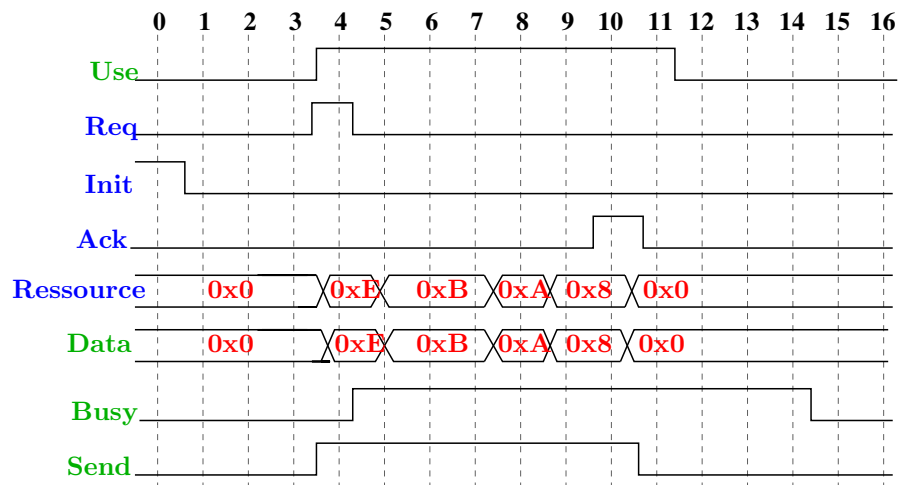 0 1 2 3 4 5 6 7 8 9 10 11 12 13 14 15 16
Use
Req
Init
Ack
Ressource 0x0 0xE 0xB 0xA 0x8 0x0
Data 0x0 0xE 0xB 0xA 0x8 0x0
Busy
Send